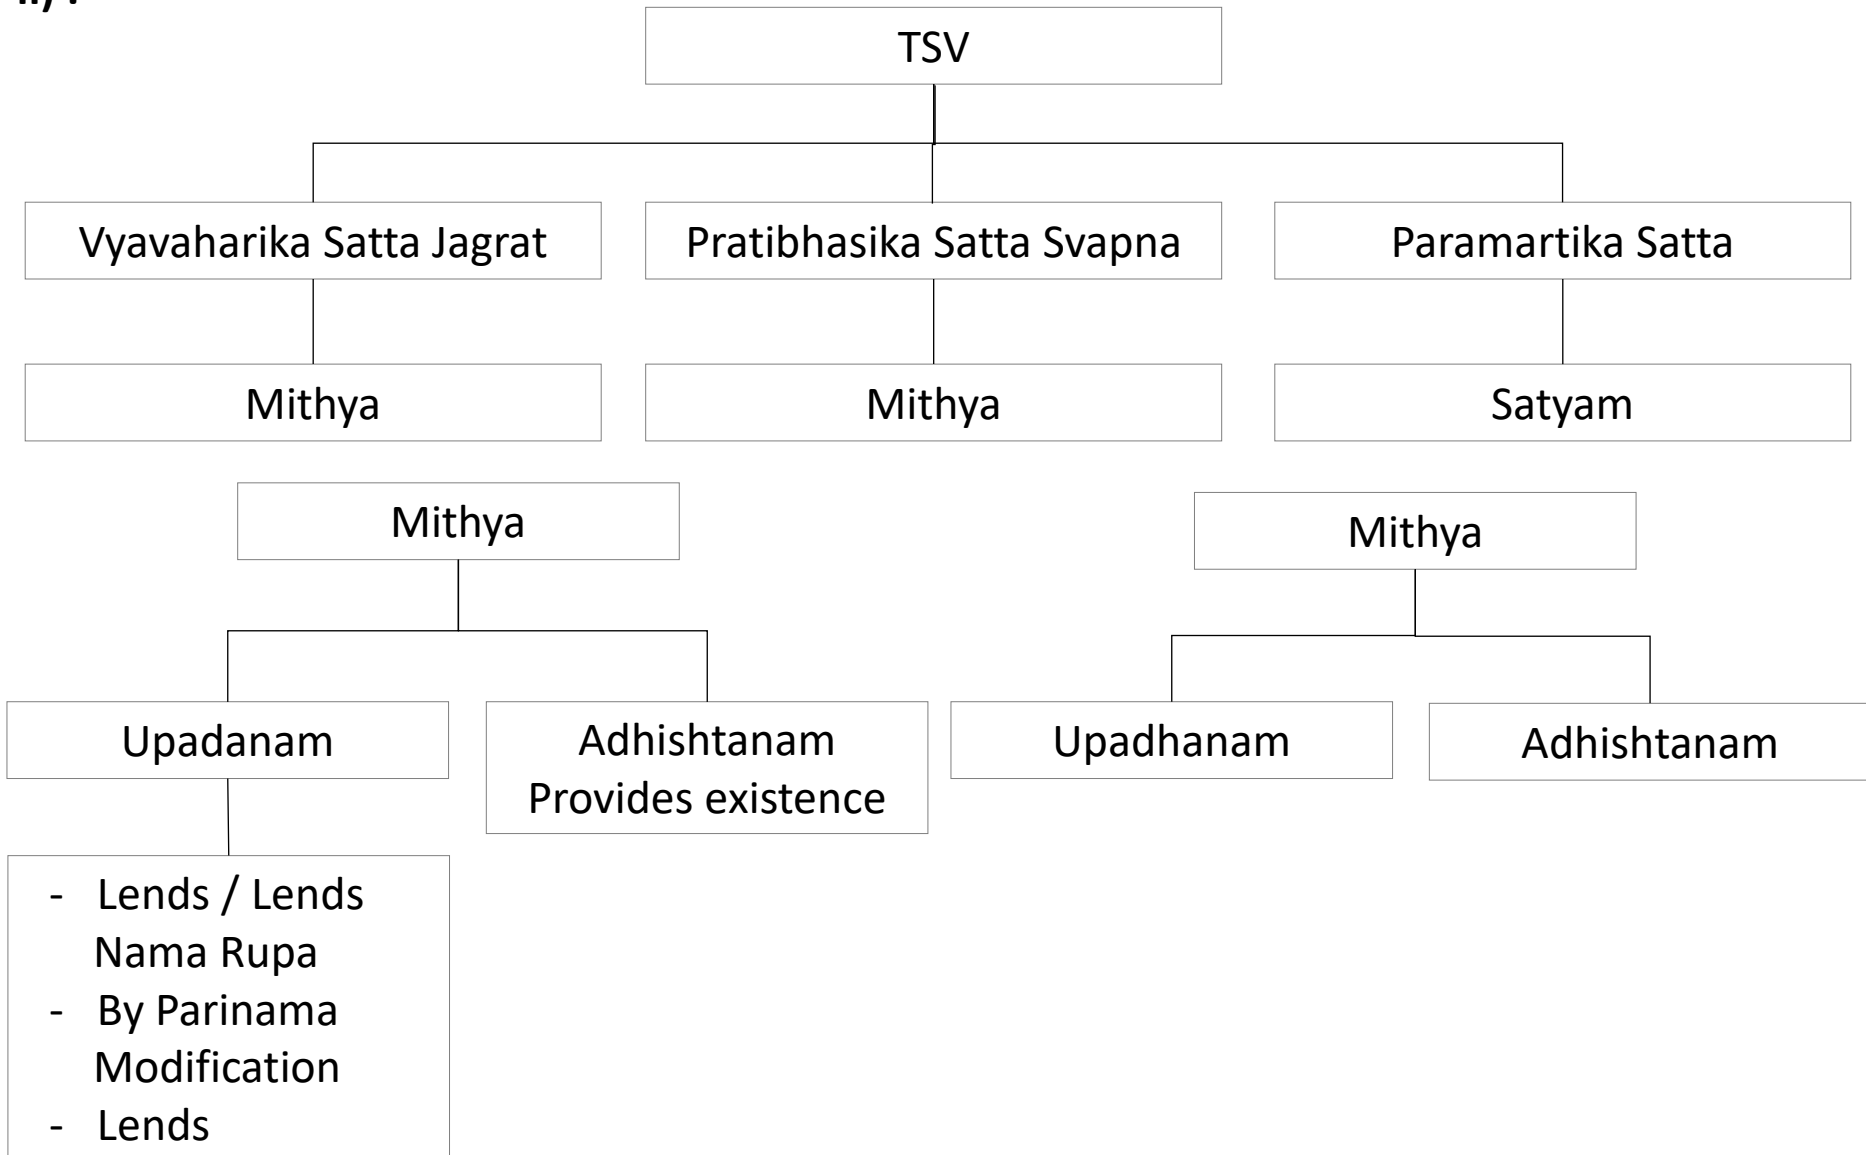 ii) :
TSV
Vyavaharika Satta Jagrat
Pratibhasika Satta Svapna
Paramartika Satta
Mithya
Mithya
Satyam
Mithya
Mithya
Upadanam
Adhishtanam
Provides existence
Upadhanam
Adhishtanam
- Lends / Lends
Nama Rupa
- By Parinama
Modification
- Lends